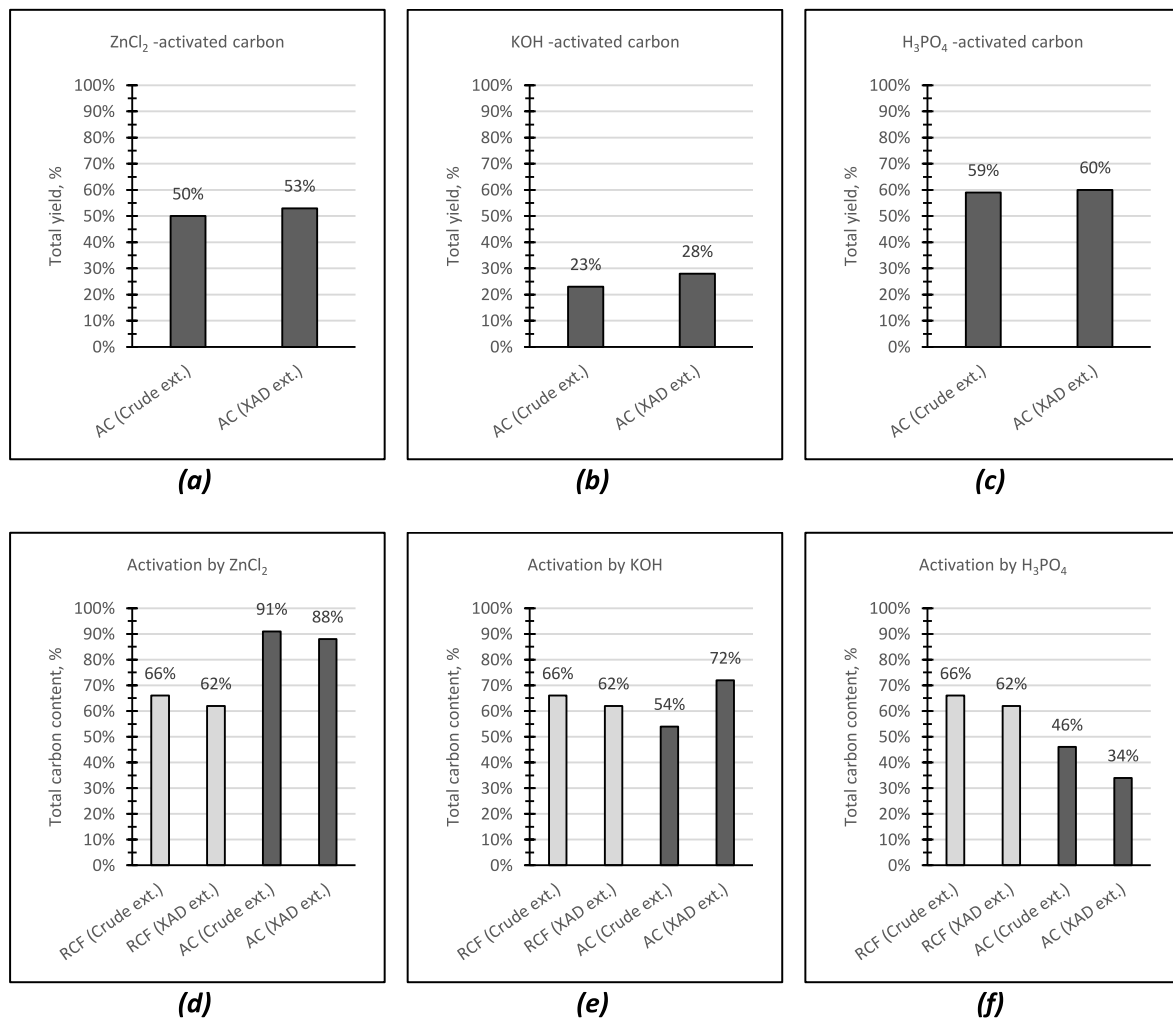 ZnCl₂ -activated carbon
Total yield, %
100%
90%
80%
70%
60%
50%
40%
30%
20%
10%
0%
50%
53%
AC (Crude ext.)
AC (XAD ext.)
(a)
KOH -activated carbon
Total yield, %
100%
90%
80%
70%
60%
50%
40%
30%
20%
10%
0%
23%
28%
AC (Crude ext.)
AC (XAD ext.)
(b)
H₃PO₄ -activated carbon
Total yield, %
100%
90%
80%
70%
60%
50%
40%
30%
20%
10%
0%
59%
60%
AC (Crude ext.)
AC (XAD ext.)
(c)
Activation by ZnCl₂
Total carbon content, %
100%
90%
80%
70%
60%
50%
40%
30%
20%
10%
0%
66%
62%
91%
88%
RCF (Crude ext.)
RCF (XAD ext.)
AC (Crude ext.)
AC (XAD ext.)
(d)
Activation by KOH
Total carbon content, %
100%
90%
80%
70%
60%
50%
40%
30%
20%
10%
0%
66%
62%
54%
72%
RCF (Crude ext.)
RCF (XAD ext.)
AC (Crude ext.)
AC (XAD ext.)
(e)
Activation by H₃PO₄
Total carbon content, %
100%
90%
80%
70%
60%
50%
40%
30%
20%
10%
0%
66%
62%
46%
34%
RCF (Crude ext.)
RCF (XAD ext.)
AC (Crude ext.)
AC (XAD ext.)
(f)